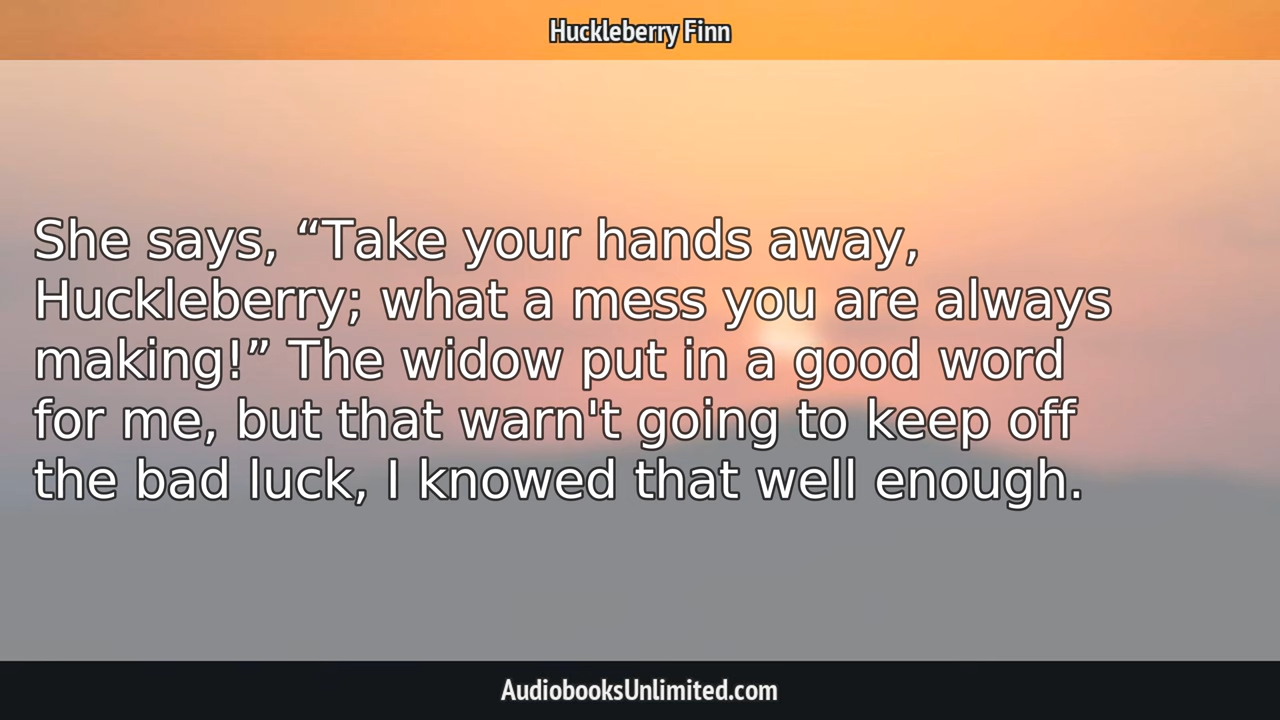 Huckleberry Finn
She says, “Take your hands away,
Huckleberry; what a mess you are always
making!” The widow put in a good word
for me, but that warn't going to keep off
the bad luck, I knowed that well enough.
AudiobooksUnlimited.com